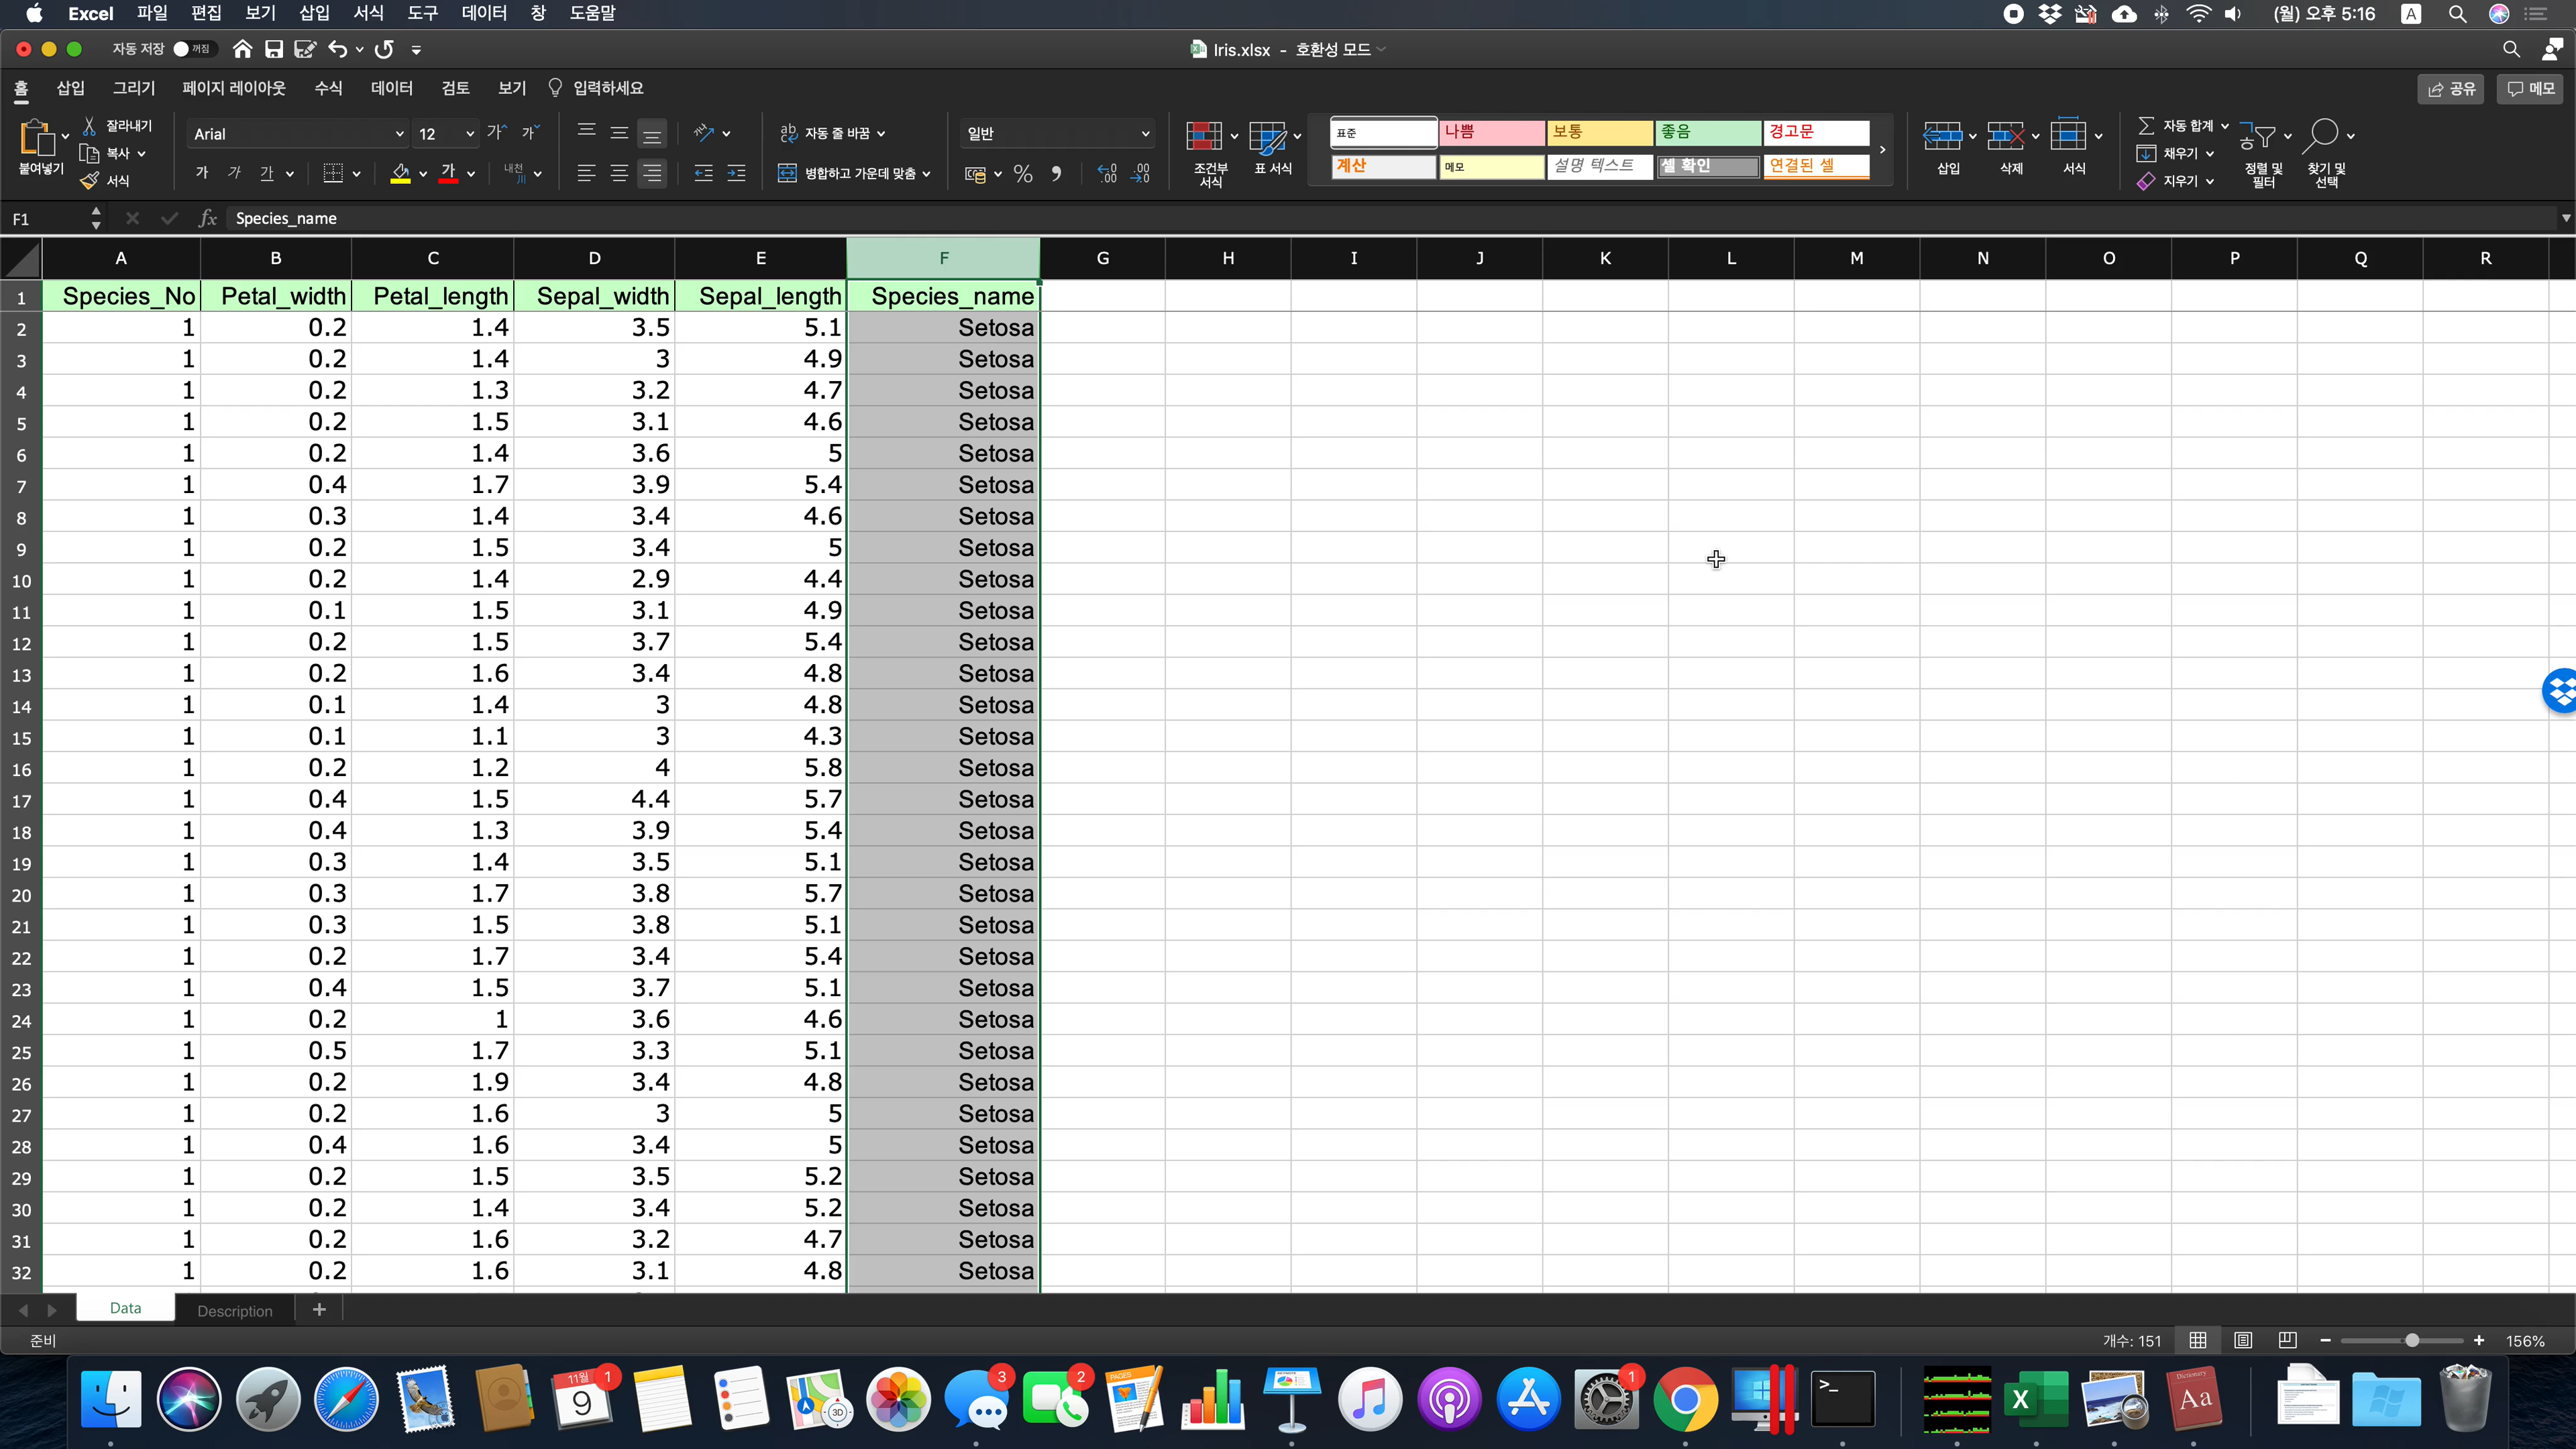 Excel 파일 편집 보기 삽입 서식 도구 데이터 창 도움말 (월) 오후 5:16 A
자동 저장 꺼짐 Iris.xlsx - 호환성 모드
홈 삽입 그리기 페이지 레이아웃 수식 데이터 검토 보기 입력하세요 공유 메모
붙여넣기 잘라내기 복사 서식
Arial 12 가 가
가 가 가 가 내천
자동 줄 바꿈
병합하고 가운데 맞춤
일반
% .00 .00
조건부 서식 표 서식
표준 나쁨 보통 좋음 경고문
계산 메모 설명 텍스트 셀 확인 연결된 셀
삽입 삭제 서식
자동 합계
채우기
지우기
정렬 및 필터 찾기 및 선택
F1 fx Species_name
A B C D E F G H I J K L M N O P Q R
1 Species_No Petal_width Petal_length Sepal_width Sepal_length Species_name
2 1 0.2 1.4 3.5 5.1 Setosa
3 1 0.2 1.4 3 4.9 Setosa
4 1 0.2 1.3 3.2 4.7 Setosa
5 1 0.2 1.5 3.1 4.6 Setosa
6 1 0.2 1.4 3.6 5 Setosa
7 1 0.4 1.7 3.9 5.4 Setosa
8 1 0.3 1.4 3.4 4.6 Setosa
9 1 0.2 1.5 3.4 5 Setosa
10 1 0.2 1.4 2.9 4.4 Setosa
11 1 0.1 1.5 3.1 4.9 Setosa
12 1 0.2 1.5 3.7 5.4 Setosa
13 1 0.2 1.6 3.4 4.8 Setosa
14 1 0.1 1.4 3 4.8 Setosa
15 1 0.1 1.1 3 4.3 Setosa
16 1 0.2 1.2 4 5.8 Setosa
17 1 0.4 1.5 4.4 5.7 Setosa
18 1 0.4 1.3 3.9 5.4 Setosa
19 1 0.3 1.4 3.5 5.1 Setosa
20 1 0.3 1.7 3.8 5.7 Setosa
21 1 0.3 1.5 3.8 5.1 Setosa
22 1 0.2 1.7 3.4 5.4 Setosa
23 1 0.4 1.5 3.7 5.1 Setosa
24 1 0.2 1 3.6 4.6 Setosa
25 1 0.5 1.7 3.3 5.1 Setosa
26 1 0.2 1.9 3.4 4.8 Setosa
27 1 0.2 1.6 3 5 Setosa
28 1 0.4 1.6 3.4 5 Setosa
29 1 0.2 1.5 3.5 5.2 Setosa
30 1 0.2 1.4 3.4 5.2 Setosa
31 1 0.2 1.6 3.2 4.7 Setosa
32 1 0.2 1.6 3.1 4.8 Setosa
Data Description +
준비 개수: 151 156%
11월 9 1 3D 3 2 PAGES 1 >_ X Dictionary Aa